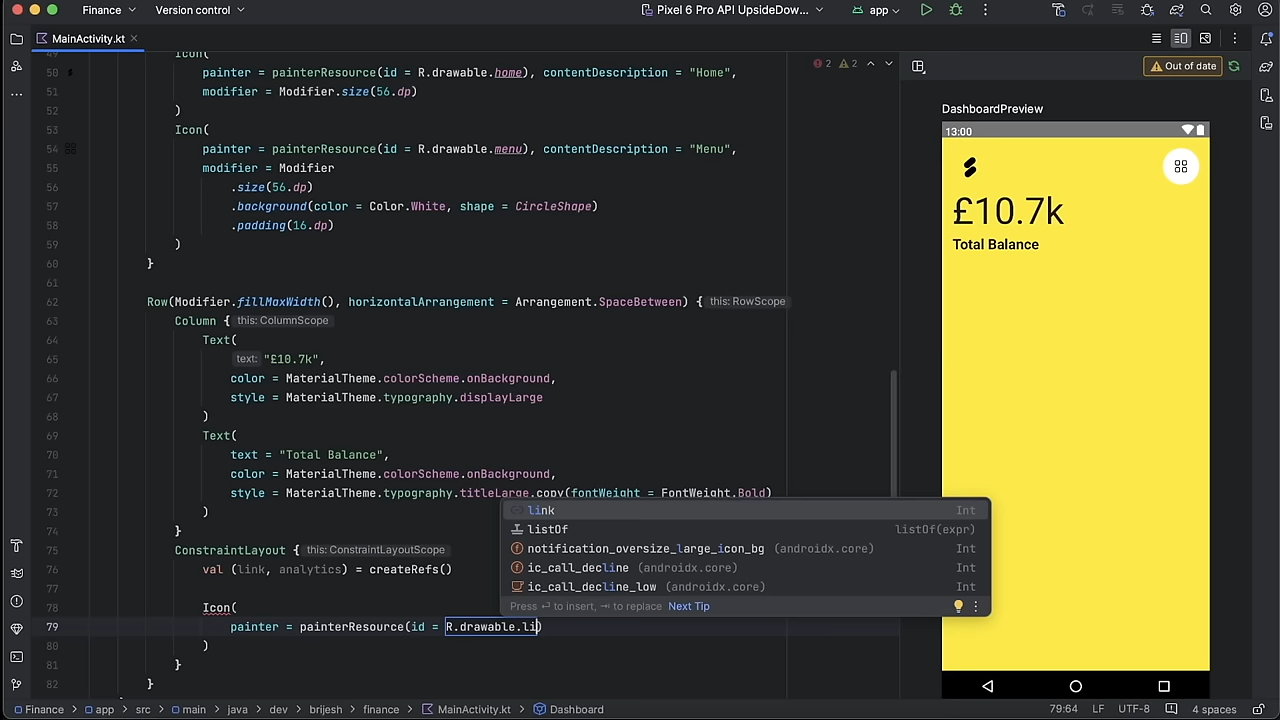 Finance
Version control
Pixel 6 Pro API UpsideDow...
app
MainActivity.kt
2 2
Out of date
49 Icon(
50 painter = painterResource(id = R.drawable.home), contentDescription = "Home",
51 modifier = Modifier.size(56.dp)
52 )
53 Icon(
54 painter = painterResource(id = R.drawable.menu), contentDescription = "Menu",
55 modifier = Modifier
56 .size(56.dp)
57 .background(color = Color.White, shape = CircleShape)
58 .padding(16.dp)
59 )
60 }
61
62 Row(Modifier.fillMaxWidth(), horizontalArrangement = Arrangement.SpaceBetween) { this: RowScope
63 Column { this: ColumnScope
64 Text(
65 text: "£10.7k",
66 color = MaterialTheme.colorScheme.onBackground,
67 style = MaterialTheme.typography.displayLarge
68 )
69 Text(
70 text = "Total Balance",
71 color = MaterialTheme.colorScheme.onBackground,
72 style = MaterialTheme.typography.titleLarge.copy(fontWeight = FontWeight.Bold)
73 )
74 }
75 ConstraintLayout { this: ConstraintLayoutScope
76 val (link, analytics) = createRefs()
77
78 Icon(
79 painter = painterResource(id = R.drawable.li)
80 )
81 }
82 }
link Int
listOf listOf(expr)
notification_oversize_large_icon_bg (androidx.core) Int
ic_call_decline (androidx.core) Int
ic_call_decline_low (androidx.core) Int
Press ⏎ to insert, ⇥ to replace Next Tip
DashboardPreview
13:00
£10.7k
Total Balance
Finance > app > src > main > java > dev > brijesh > finance > MainActivity.kt > Dashboard
79:64 LF UTF-8 4 spaces